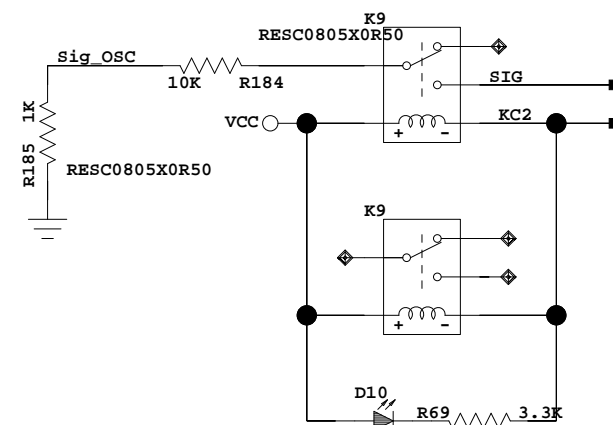 K9
RESC0805X0R50
Sig_OSC
10K R184
SIG
1K
R185
RESC0805X0R50
VCC
KC2
+ -
K9
+ -
D10
R69 3.3K